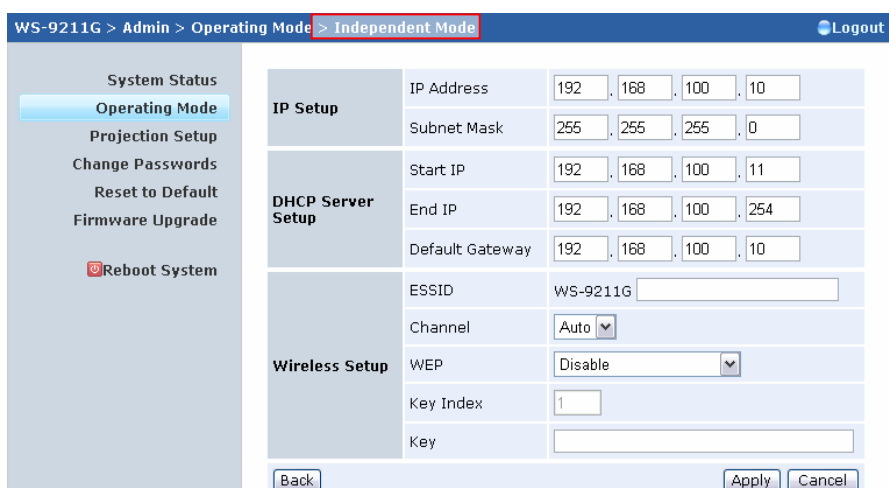 WS-9211G > Admin > Operating Mode > Independent Mode Logout
System Status
Operating Mode
Projection Setup
Change Passwords
Reset to Default
Firmware Upgrade
Reboot System
IP Setup
IP Address 192 . 168 . 100 . 10
Subnet Mask 255 . 255 . 255 . 0
DHCP Server
Setup
Start IP 192 . 168 . 100 . 11
End IP 192 . 168 . 100 . 254
Default Gateway 192 . 168 . 100 . 10
Wireless Setup
ESSID WS-9211G
Channel Auto
WEP Disable
Key Index 1
Key
Back Apply Cancel